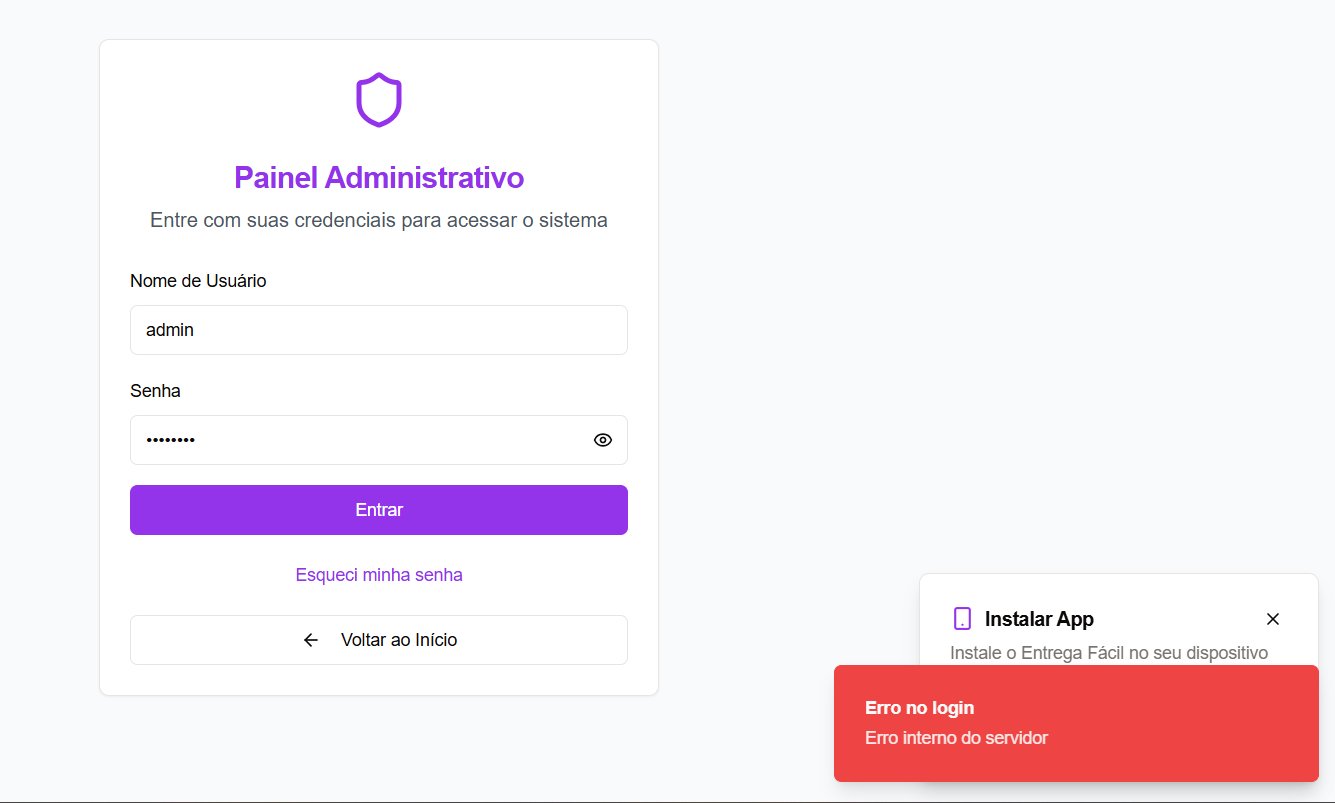 Painel Administrativo
Entre com suas credenciais para acessar o sistema
Nome de Usuário
admin
Senha
••••••••
Entrar
Esqueci minha senha
Voltar ao Início
Instalar App
Instale o Entrega Fácil no seu dispositivo
Erro no login
Erro interno do servidor